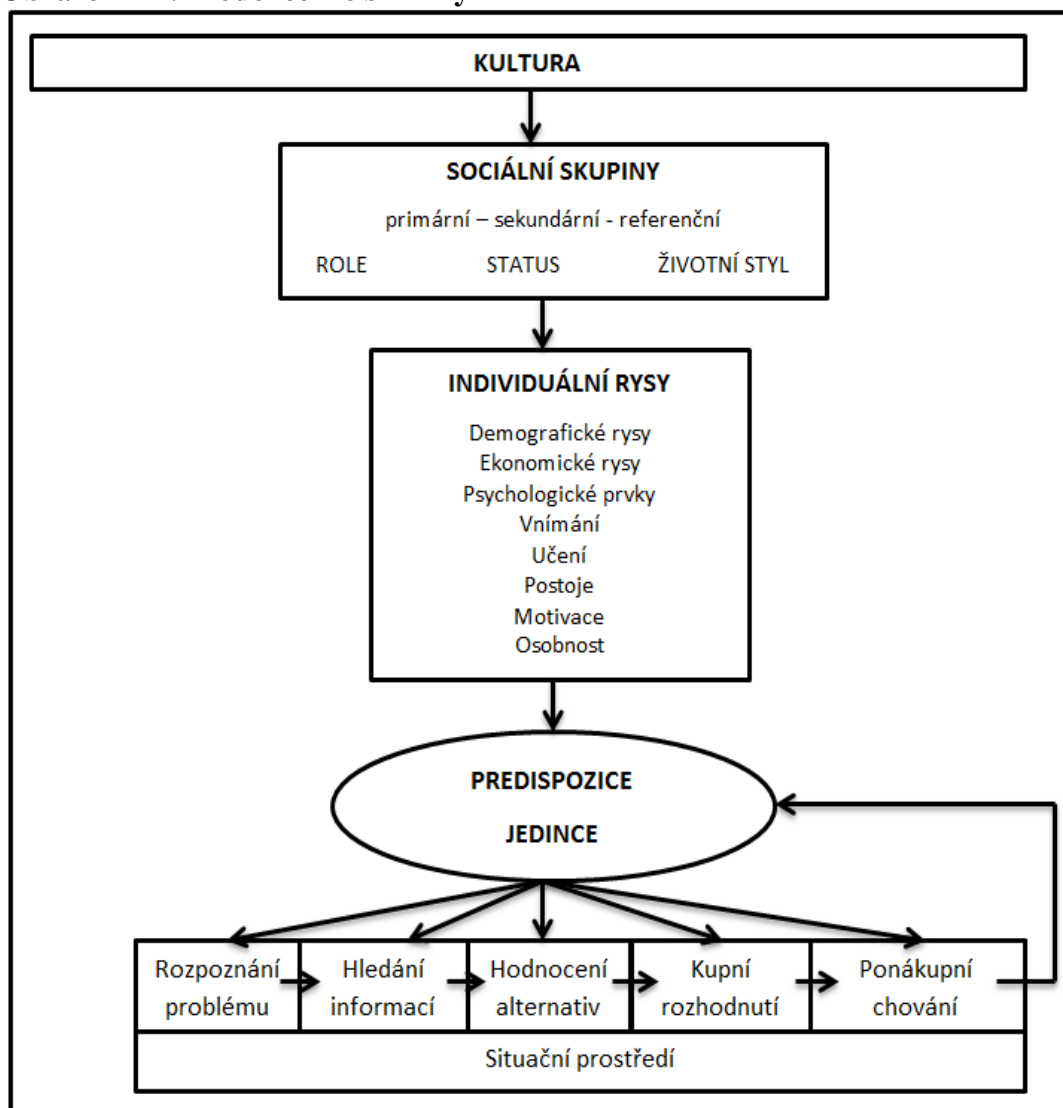 KULTURA
SOCIÁLNÍ SKUPINY
primární – sekundární - referenční
ROLE STATUS ŽIVOTNÍ STYL
INDIVIDUÁLNÍ RYSY
Demografické rysy
Ekonomické rysy
Psychologické prvky
Vnímání
Učení
Postoje
Motivace
Osobnost
PREDISPOZICE
JEDINCE
Rozpoznání
problému
Hledání
informací
Hodnocení
alternativ
Kupní
rozhodnutí
Ponákupní
chování
Situační prostředí